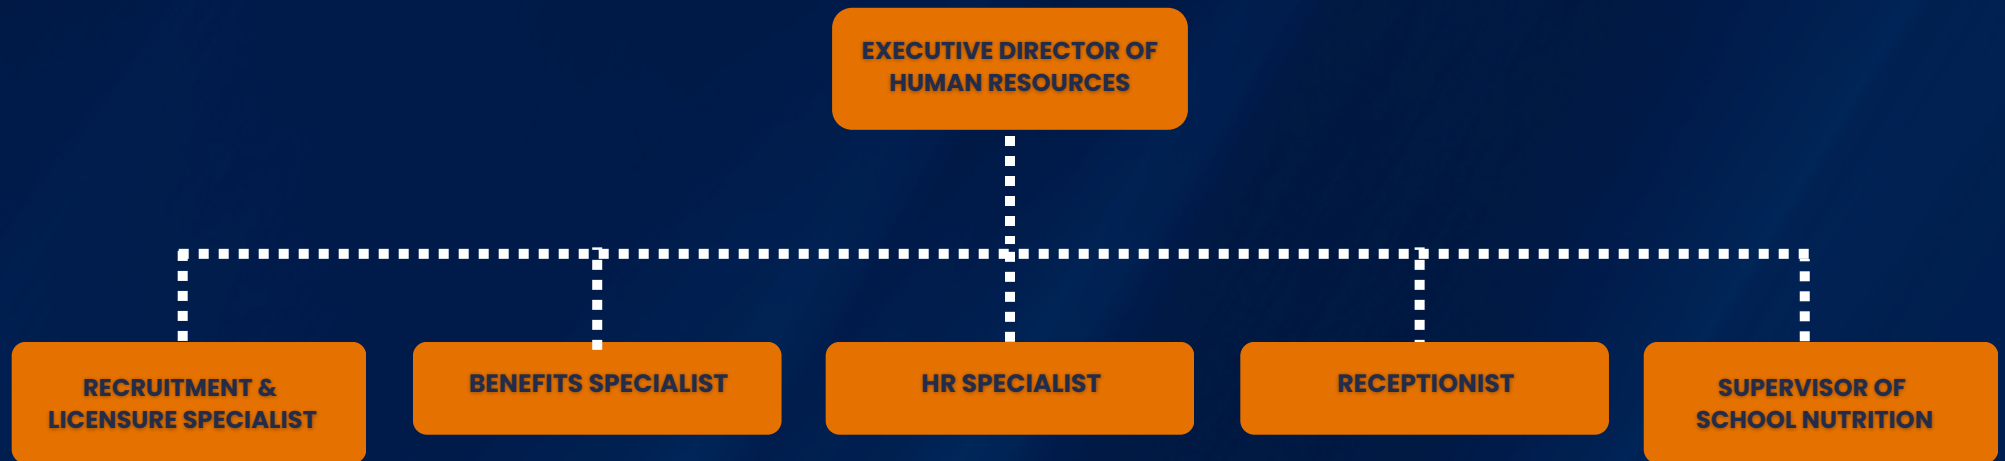 EXECUTIVE DIRECTOR OF
HUMAN RESOURCES
RECRUITMENT &
LICENSURE SPECIALIST
BENEFITS SPECIALIST
HR SPECIALIST
RECEPTIONIST
SUPERVISOR OF
SCHOOL NUTRITION